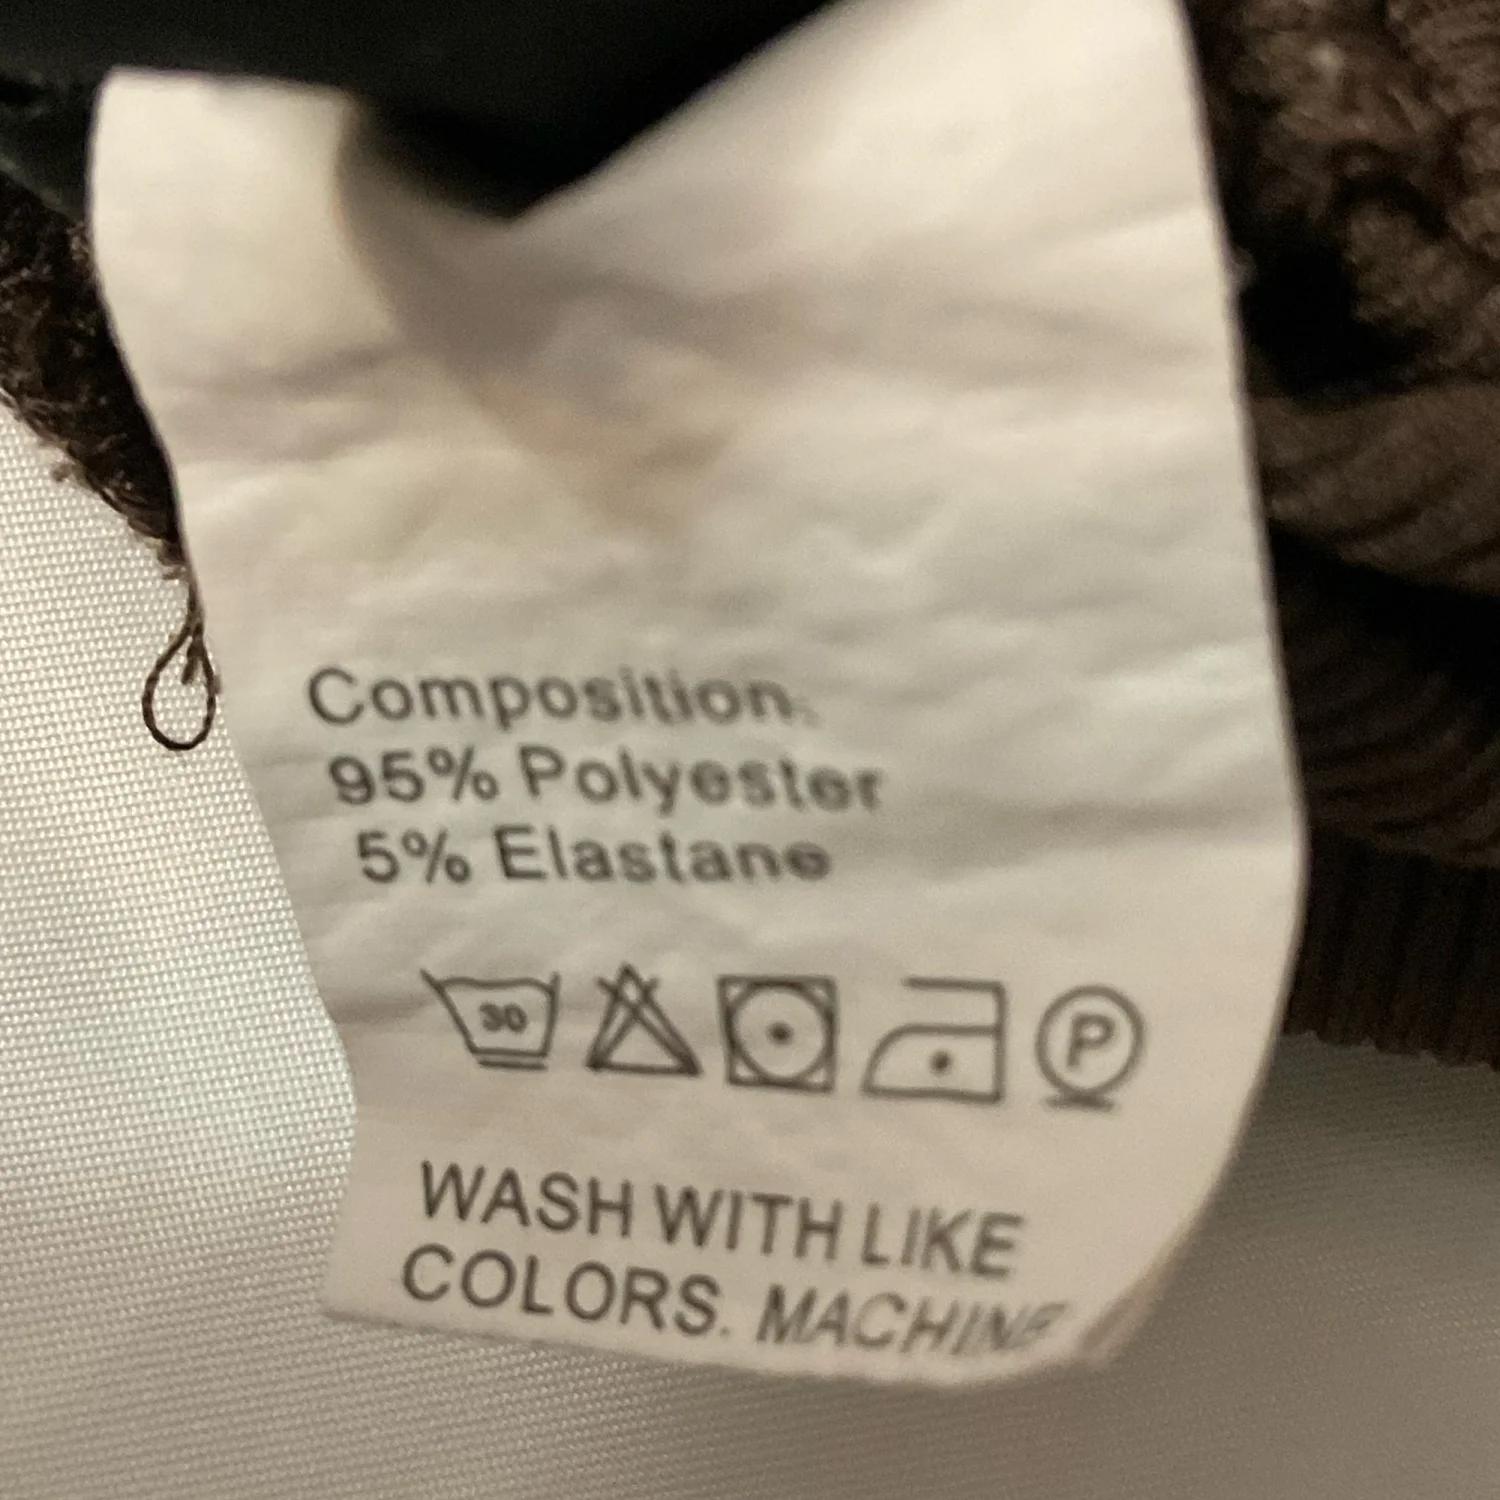 Composition:
95% Polyester
5% Elastane
30
P
WASH WITH LIKE
COLORS. MACHINE